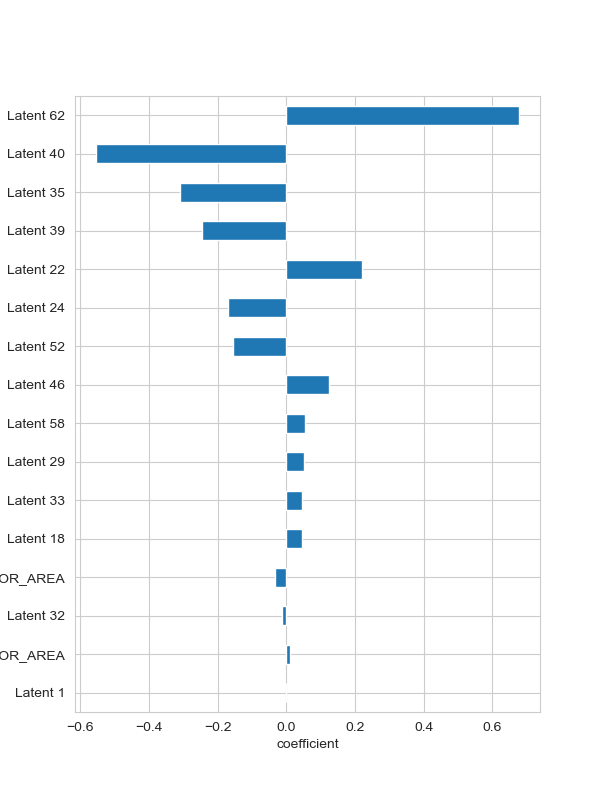 Latent 62
Latent 40
Latent 35
Latent 39
Latent 22
Latent 24
Latent 52
Latent 46
Latent 58
Latent 29
Latent 33
Latent 18
OR_AREA
Latent 32
OR_AREA
Latent 1
−0.6 −0.4 −0.2 0.0 0.2 0.4 0.6
coefficient